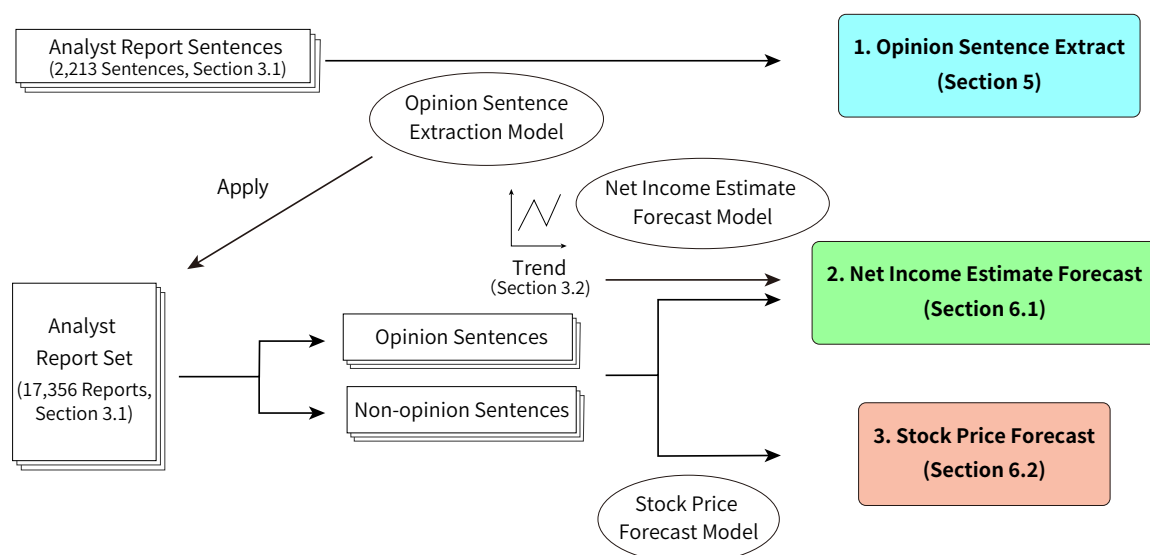 Analyst Report Sentences
(2,213 Sentences, Section 3.1)
1. Opinion Sentence Extract
(Section 5)
Opinion Sentence
Extraction Model
Apply
Net Income Estimate
Forecast Model
Trend
(Section 3.2)
2. Net Income Estimate Forecast
(Section 6.1)
Analyst
Report Set
(17,356 Reports,
Section 3.1)
Opinion Sentences
Non-opinion Sentences
3. Stock Price Forecast
(Section 6.2)
Stock Price
Forecast Model